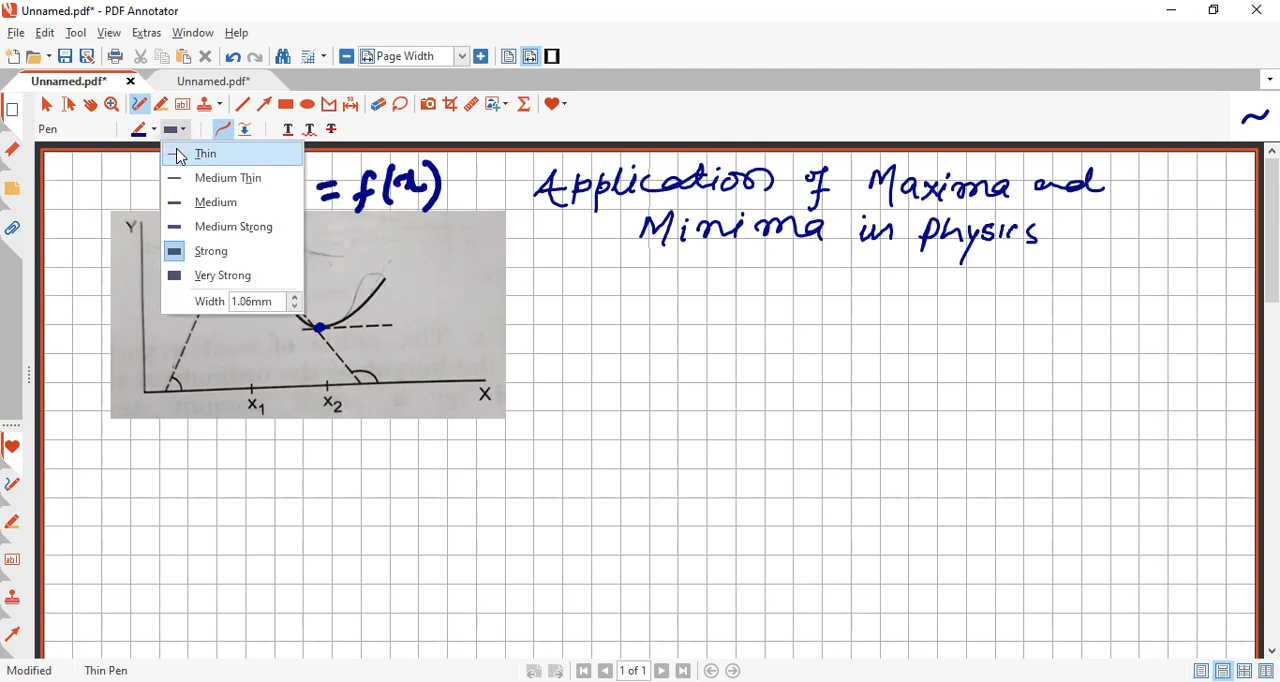 Unnamed.pdf* - PDF Annotator
File Edit Tool View Extras Window Help
Page Width
Unnamed.pdf* Unnamed.pdf*
Pen
Thin
Medium Thin
Medium
Medium Strong
Strong
Very Strong
Width 1.06mm
= f(x)
Application of Maxima and
Minima in Physics
Y
X1 X2 X
Modified Thin Pen 1 of 1